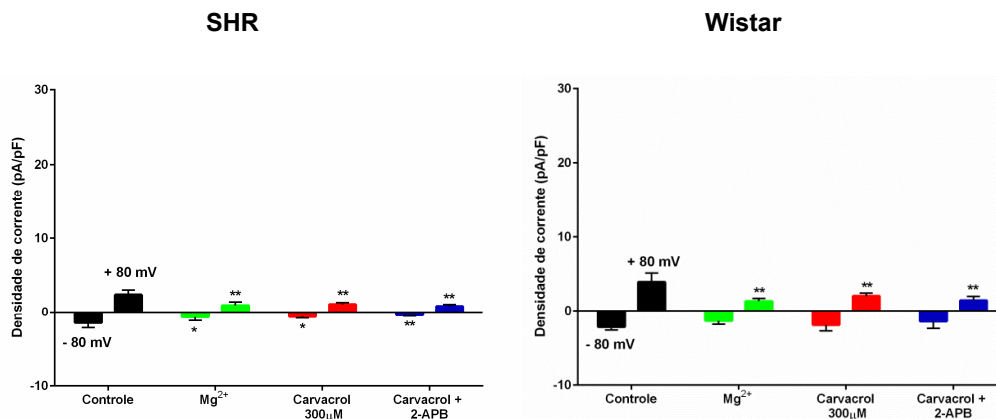 SHR
Densidade de corrente (pA/pF)
30
20
10
0
-10
+ 80 mV
- 80 mV
**
**
**
*
*
**
Controle
Mg²⁺
Carvacrol
300µM
Carvacrol +
2-APB
Wistar
Densidade de corrente (pA/pF)
30
20
10
0
-10
+ 80 mV
- 80 mV
**
**
**
Controle
Mg²⁺
Carvacrol
300µM
Carvacrol +
2-APB